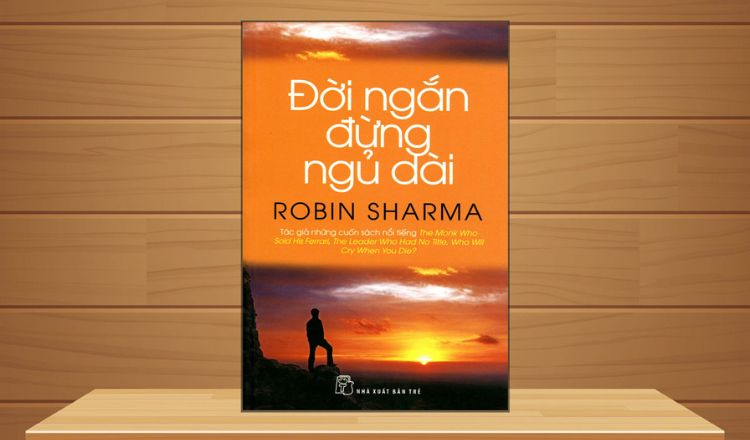 Đời ngắn
đừng
ngủ dài
ROBIN SHARMA
Tác giả những cuốn sách nổi tiếng The Monk Who
Sold His Ferrari, The Leader Who Had No Title, Who Will
Cry When You Die?
NHÀ XUẤT BẢN TRẺ